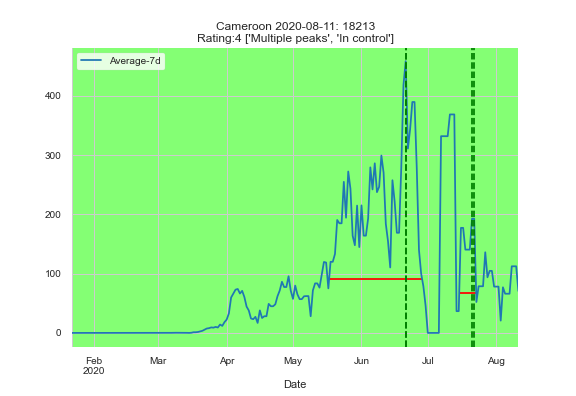 Cameroon 2020-08-11: 18213
Rating:4 ['Multiple peaks', 'In control']
Average-7d
400
300
200
100
0
Feb Mar Apr May Jun Jul Aug
2020
Date